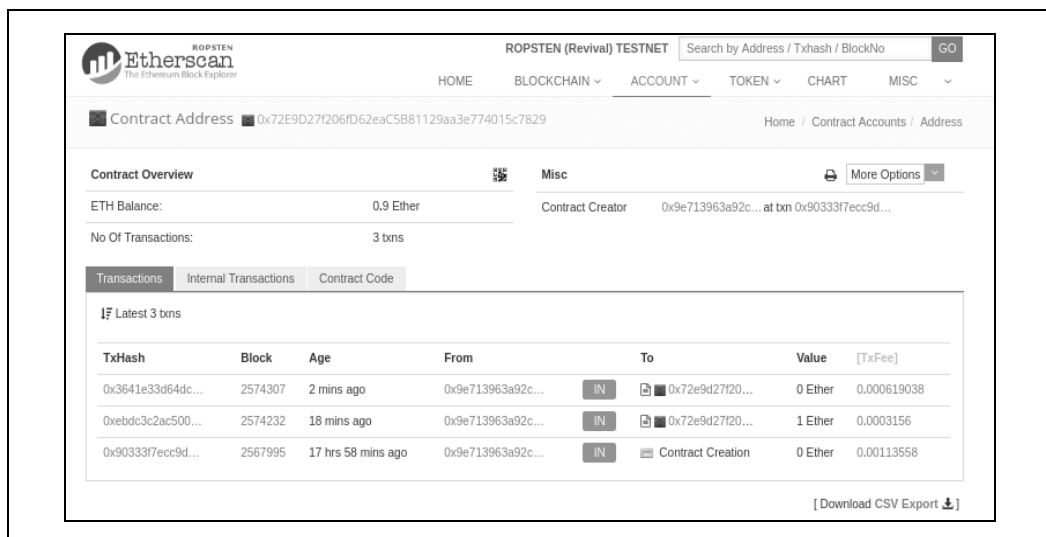 ROPSTEN
Etherscan
The Ethereum Block Explorer
ROPSTEN (Revival) TESTNET Search by Address / Txhash / BlockNo GO
HOME BLOCKCHAIN ACCOUNT TOKEN CHART MISC
Contract Address 0x72E9D27f206fD62eaC5B81129aa3e774015c7829 Home / Contract Accounts / Address
Contract Overview Misc More Options
ETH Balance: 0.9 Ether Contract Creator 0x9e713963a92c... at txn 0x90333f7ecc9d...
No Of Transactions: 3 txns
Transactions Internal Transactions Contract Code
Latest 3 txns
TxHash Block Age From To Value [TxFee]
0x3641e33d64dc... 2574307 2 mins ago 0x9e713963a92c... IN 0x72e9d27f20... 0 Ether 0.000619038
0xebdc3c2ac500... 2574232 18 mins ago 0x9e713963a92c... IN 0x72e9d27f20... 1 Ether 0.0003156
0x90333f7ecc9d... 2567995 17 hrs 58 mins ago 0x9e713963a92c... IN Contract Creation 0 Ether 0.00113558
[ Download CSV Export ]